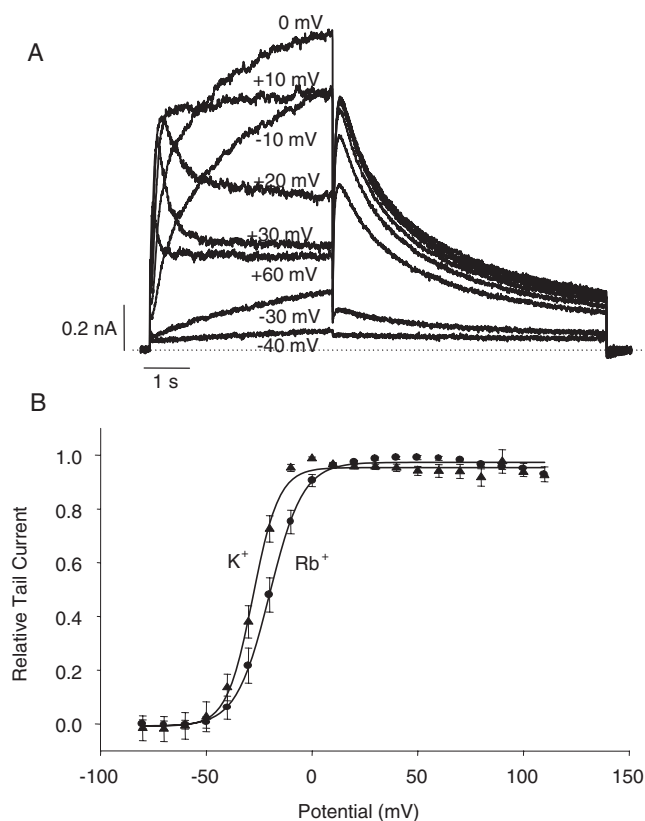 A
0 mV
+10 mV
-10 mV
+20 mV
+30 mV
+60 mV
-30 mV
-40 mV
0.2 nA
1 s
B
1.0
0.8
0.6
0.4
0.2
0.0
Relative Tail Current
K+
Rb+
-100 -50 0 50 100 150
Potential (mV)